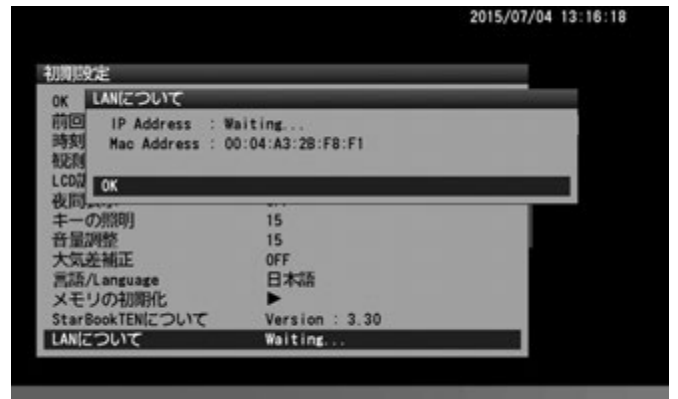 2015/07/04 13:16:18
初期設定
LANについて
OK
IP Address : Waiting...
前回
Mac Address : 00:04:A3:2B:F8:F1
時刻
OK
キーの照明 15
音量調整 15
大気差補正 OFF
言語/Language 日本語
メモリの初期化 ▶
StarBookTENについて Version : 3.30
LANについて Waiting...